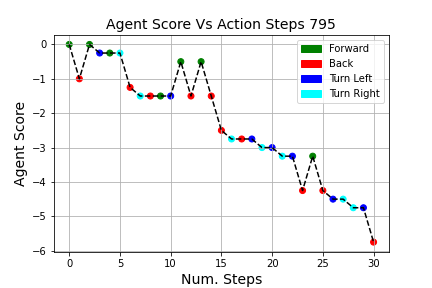 Agent Score Vs Action Steps 795
Forward
Back
Turn Left
Turn Right
0
−1
−2
−3
−4
−5
−6
Agent Score
0 5 10 15 20 25 30
Num. Steps